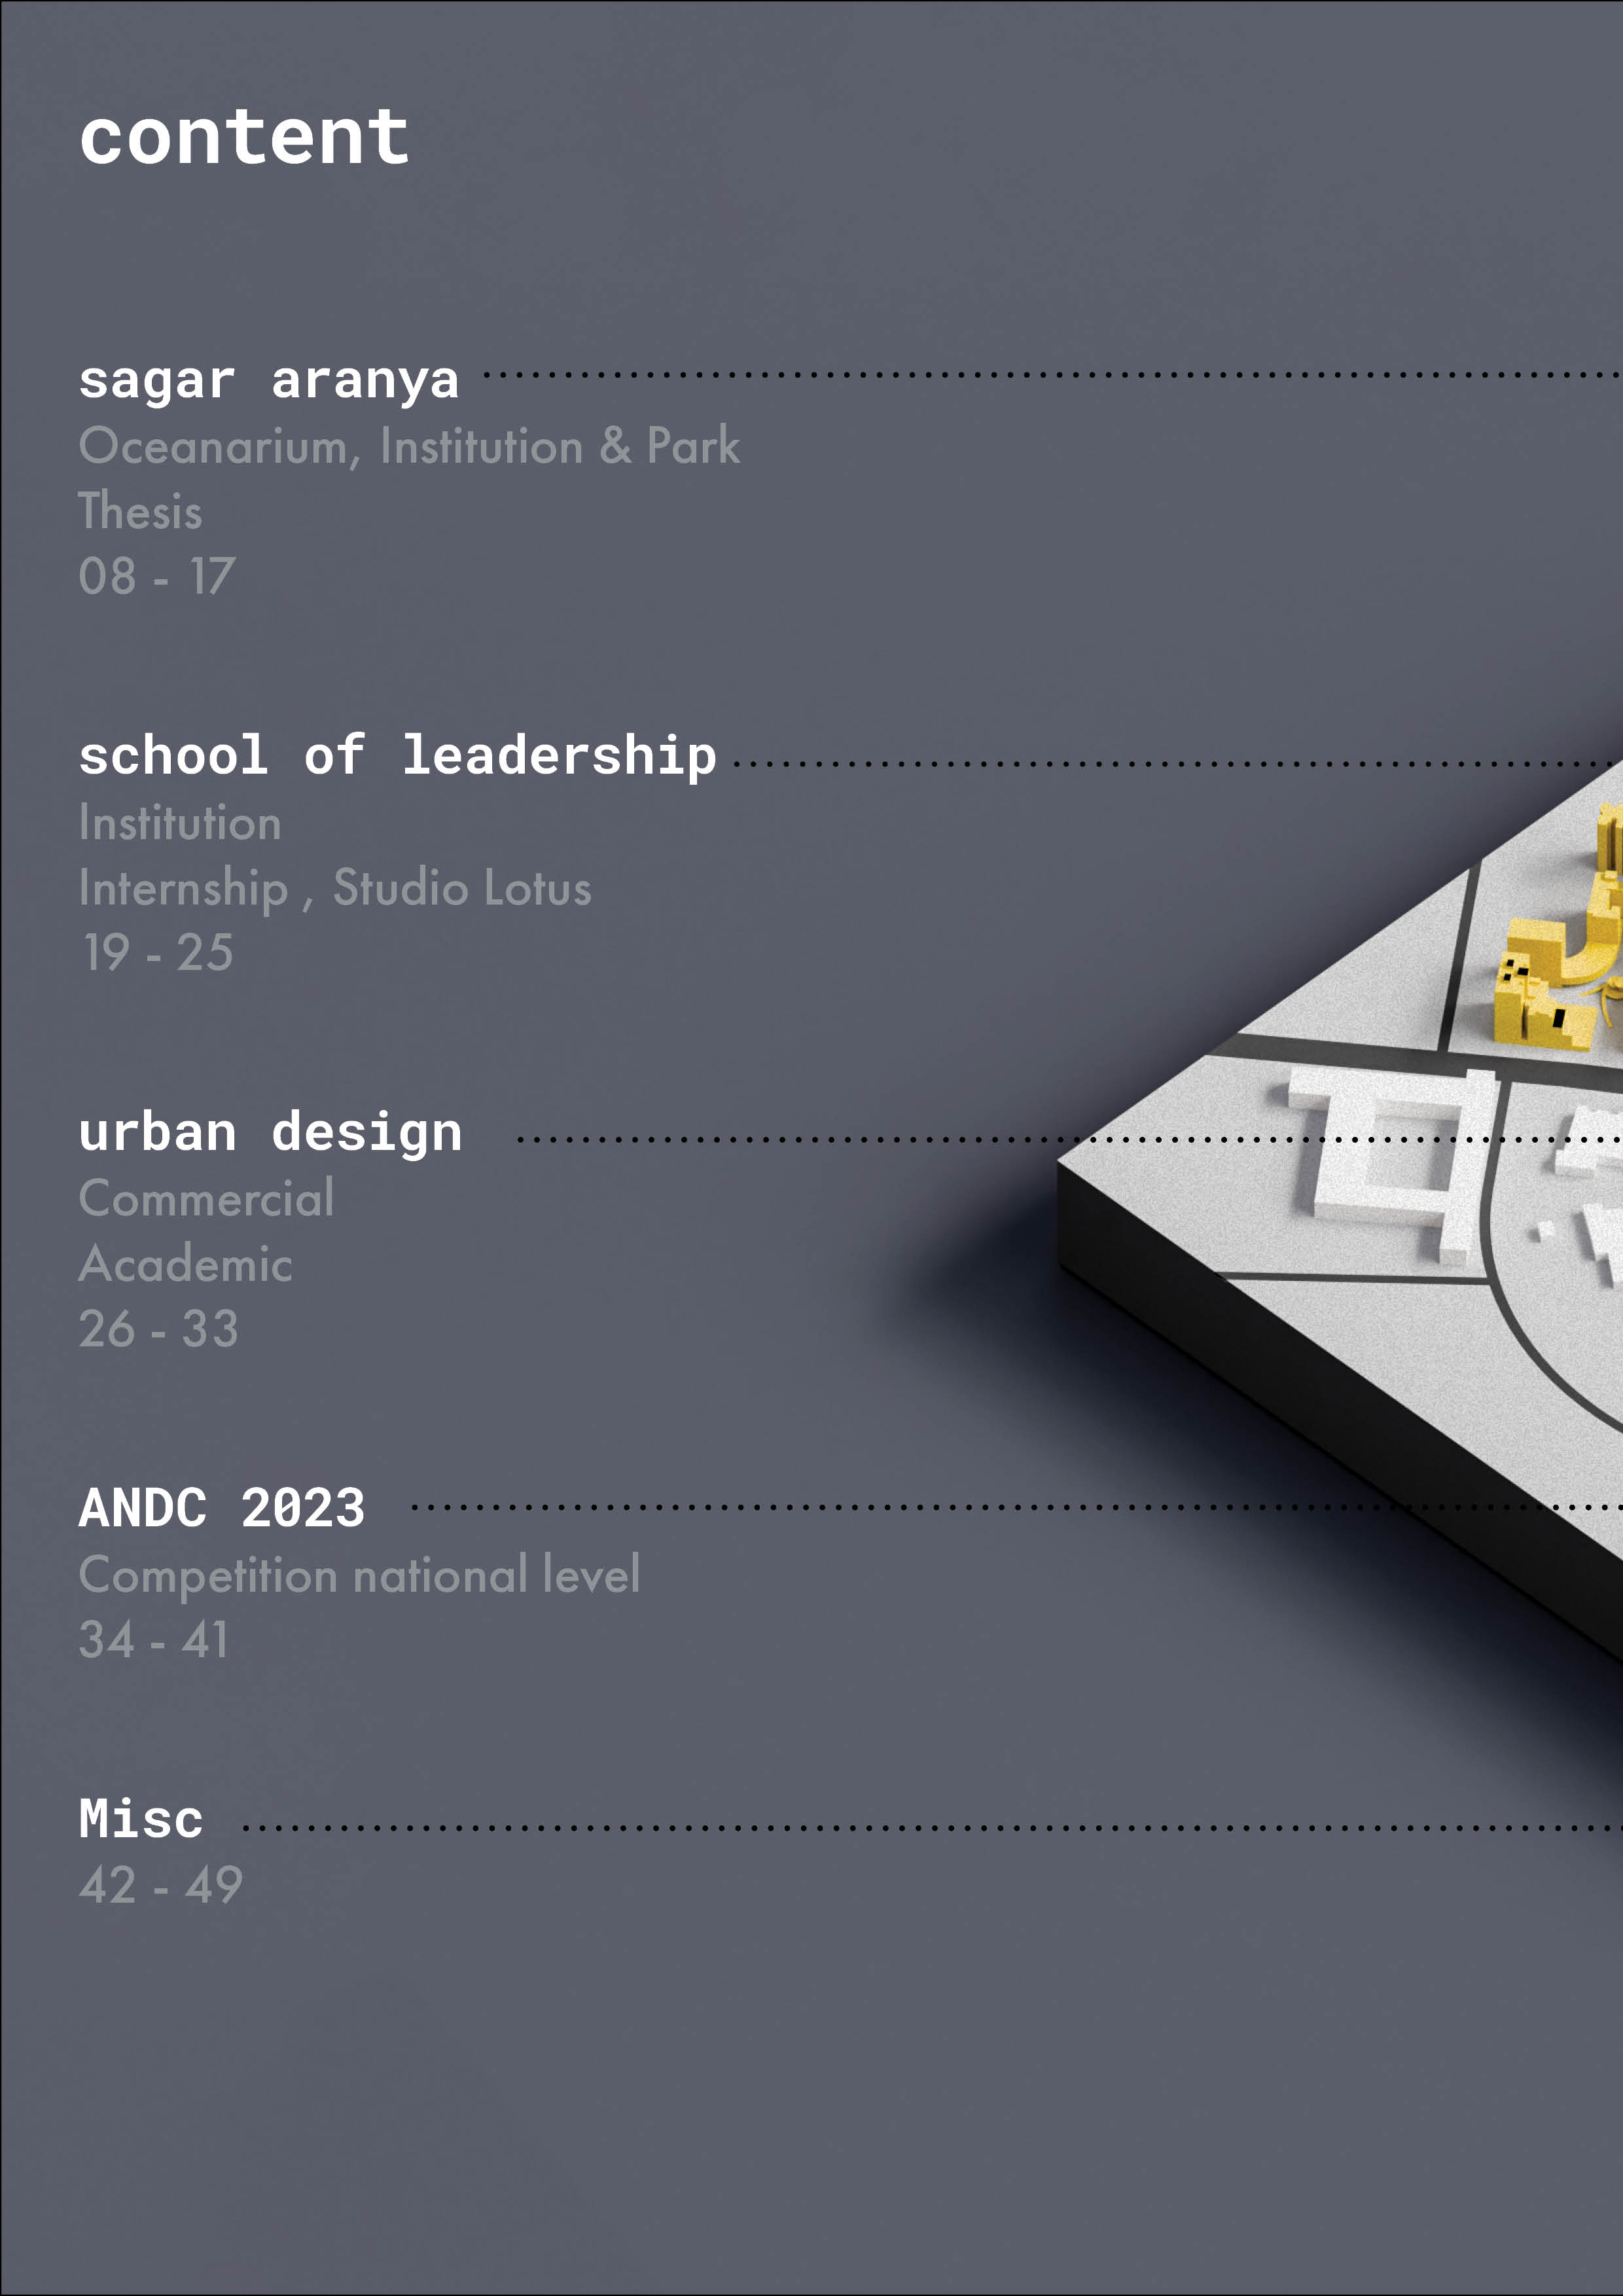 content
sagar aranya
Oceanarium, Institution & Park
Thesis
08 - 17
school of leadership
Institution
Internship , Studio Lotus
19 - 25
urban design
Commercial
Academic
26 - 33
ANDC 2023
Competition national level
34 - 41
Misc
42 - 49